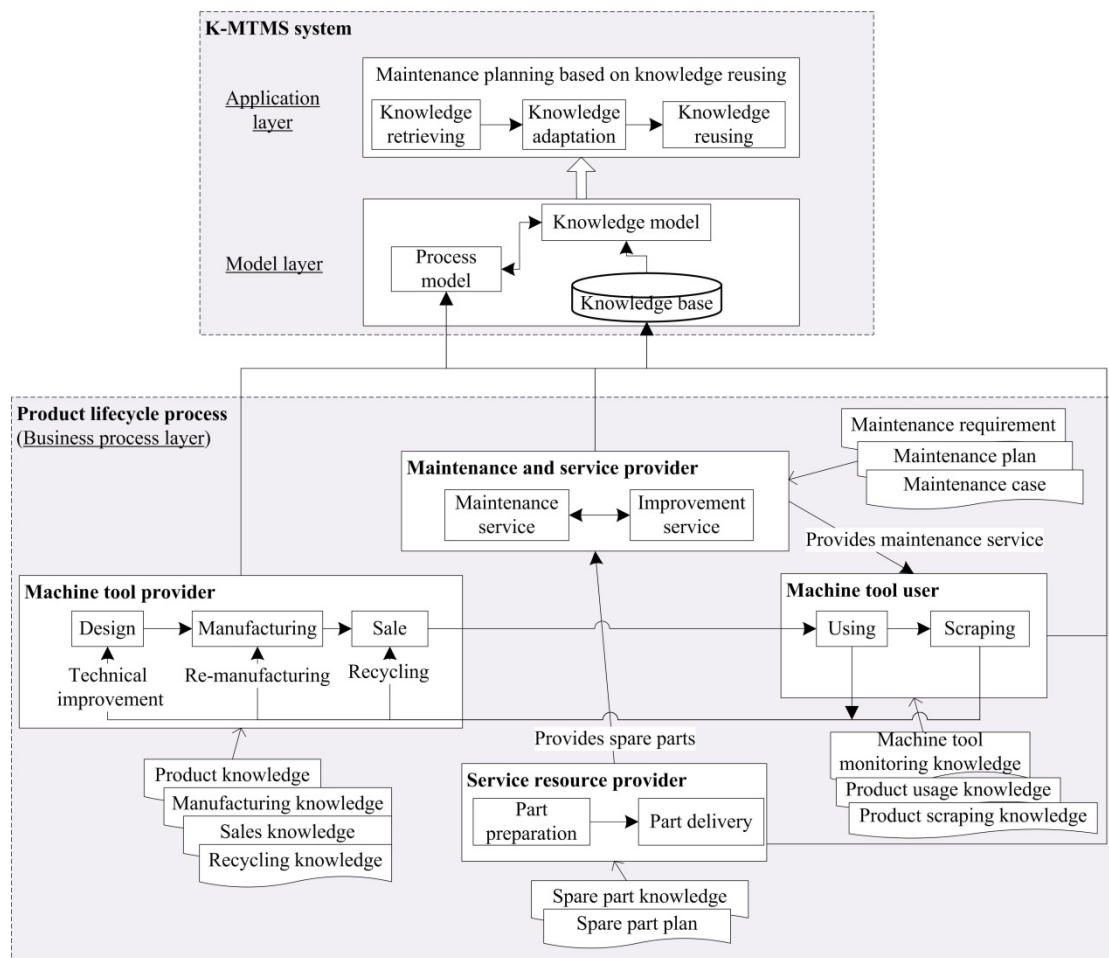 K-MTMS system
Application
layer
Maintenance planning based on knowledge reusing
Knowledge
retrieving
Knowledge
adaptation
Knowledge
reusing
Model layer
Knowledge model
Process
model
Knowledge base
Product lifecycle process
(Business process layer)
Maintenance requirement
Maintenance plan
Maintenance case
Maintenance and service provider
Maintenance
service
Improvement
service
Provides maintenance service
Machine tool provider
Design
Manufacturing
Sale
Technical
improvement
Re-manufacturing
Recycling
Machine tool user
Using
Scraping
Provides spare parts
Product knowledge
Manufacturing knowledge
Sales knowledge
Recycling knowledge
Service resource provider
Part
preparation
Part delivery
Machine tool
monitoring knowledge
Product usage knowledge
Product scraping knowledge
Spare part knowledge
Spare part plan